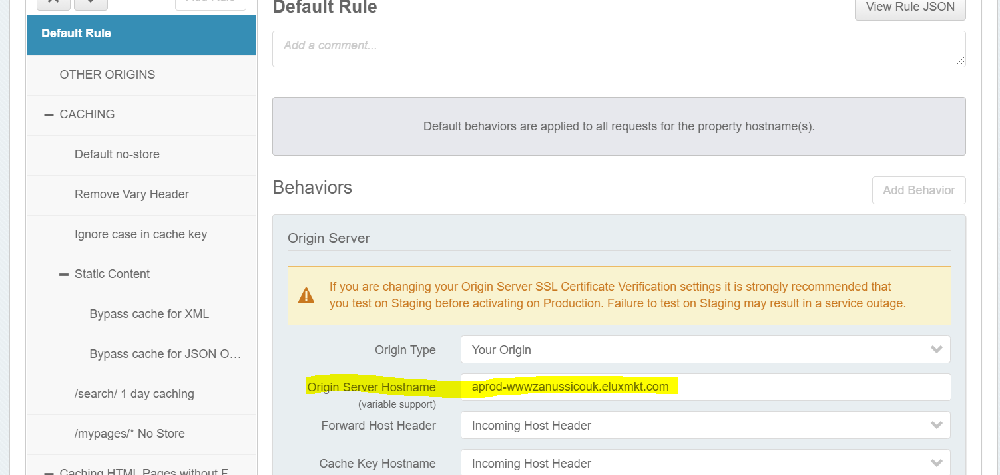 Default Rule
OTHER ORIGINS
CACHING
Default no-store
Remove Vary Header
Ignore case in cache key
Static Content
Bypass cache for XML
Bypass cache for JSON O…
/search/ 1 day caching
/mypages/* No Store
Caching HTML Pages without F
Default Rule
View Rule JSON
Add a comment...
Default behaviors are applied to all requests for the property hostname(s).
Behaviors
Add Behavior
Origin Server
If you are changing your Origin Server SSL Certificate Verification settings it is strongly recommended that
you test on Staging before activating on Production. Failure to test on Staging may result in a service outage.
Origin Type
Your Origin
Origin Server Hostname
aprod-wwwzanussicouk.eluxmkt.com
(variable support)
Forward Host Header
Incoming Host Header
Cache Key Hostname
Incoming Host Header